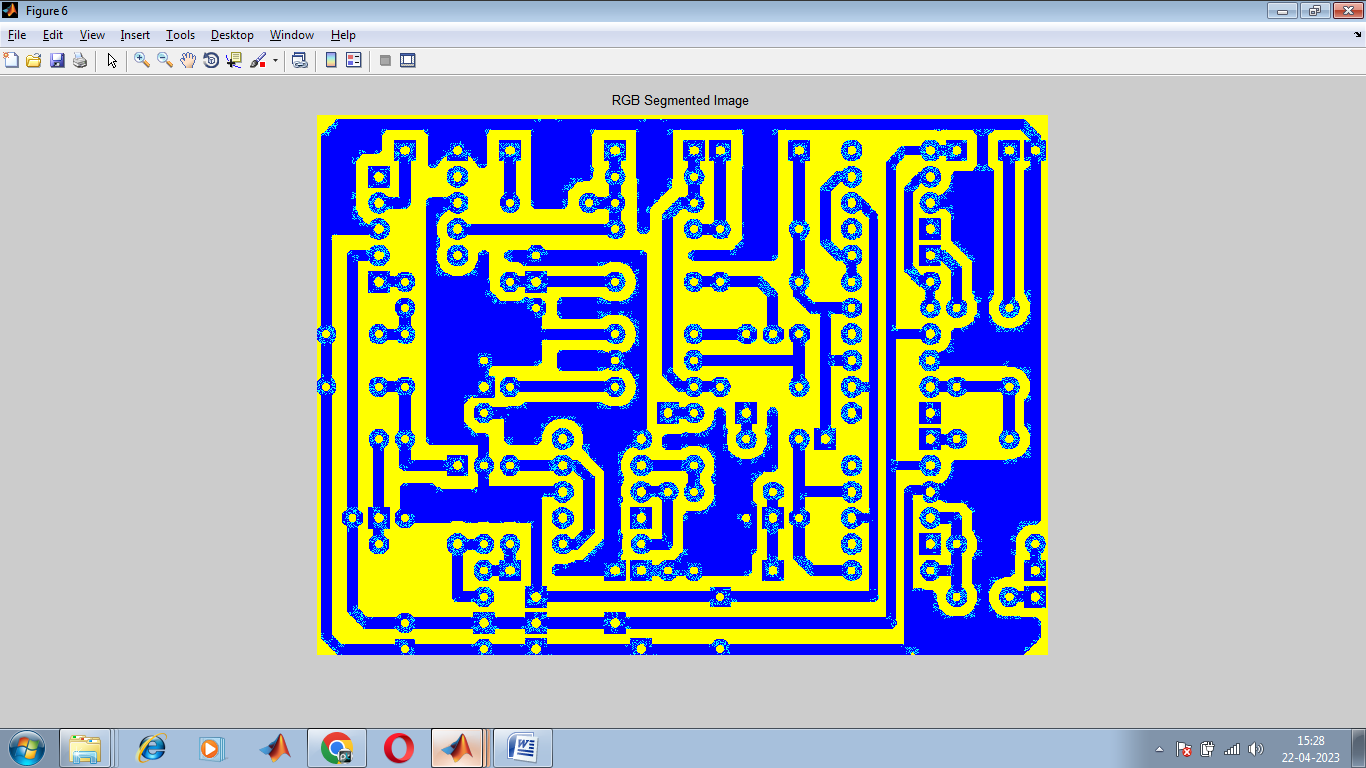 Figure 6
File Edit View Insert Tools Desktop Window Help
RGB Segmented Image
15:28
22-04-2023